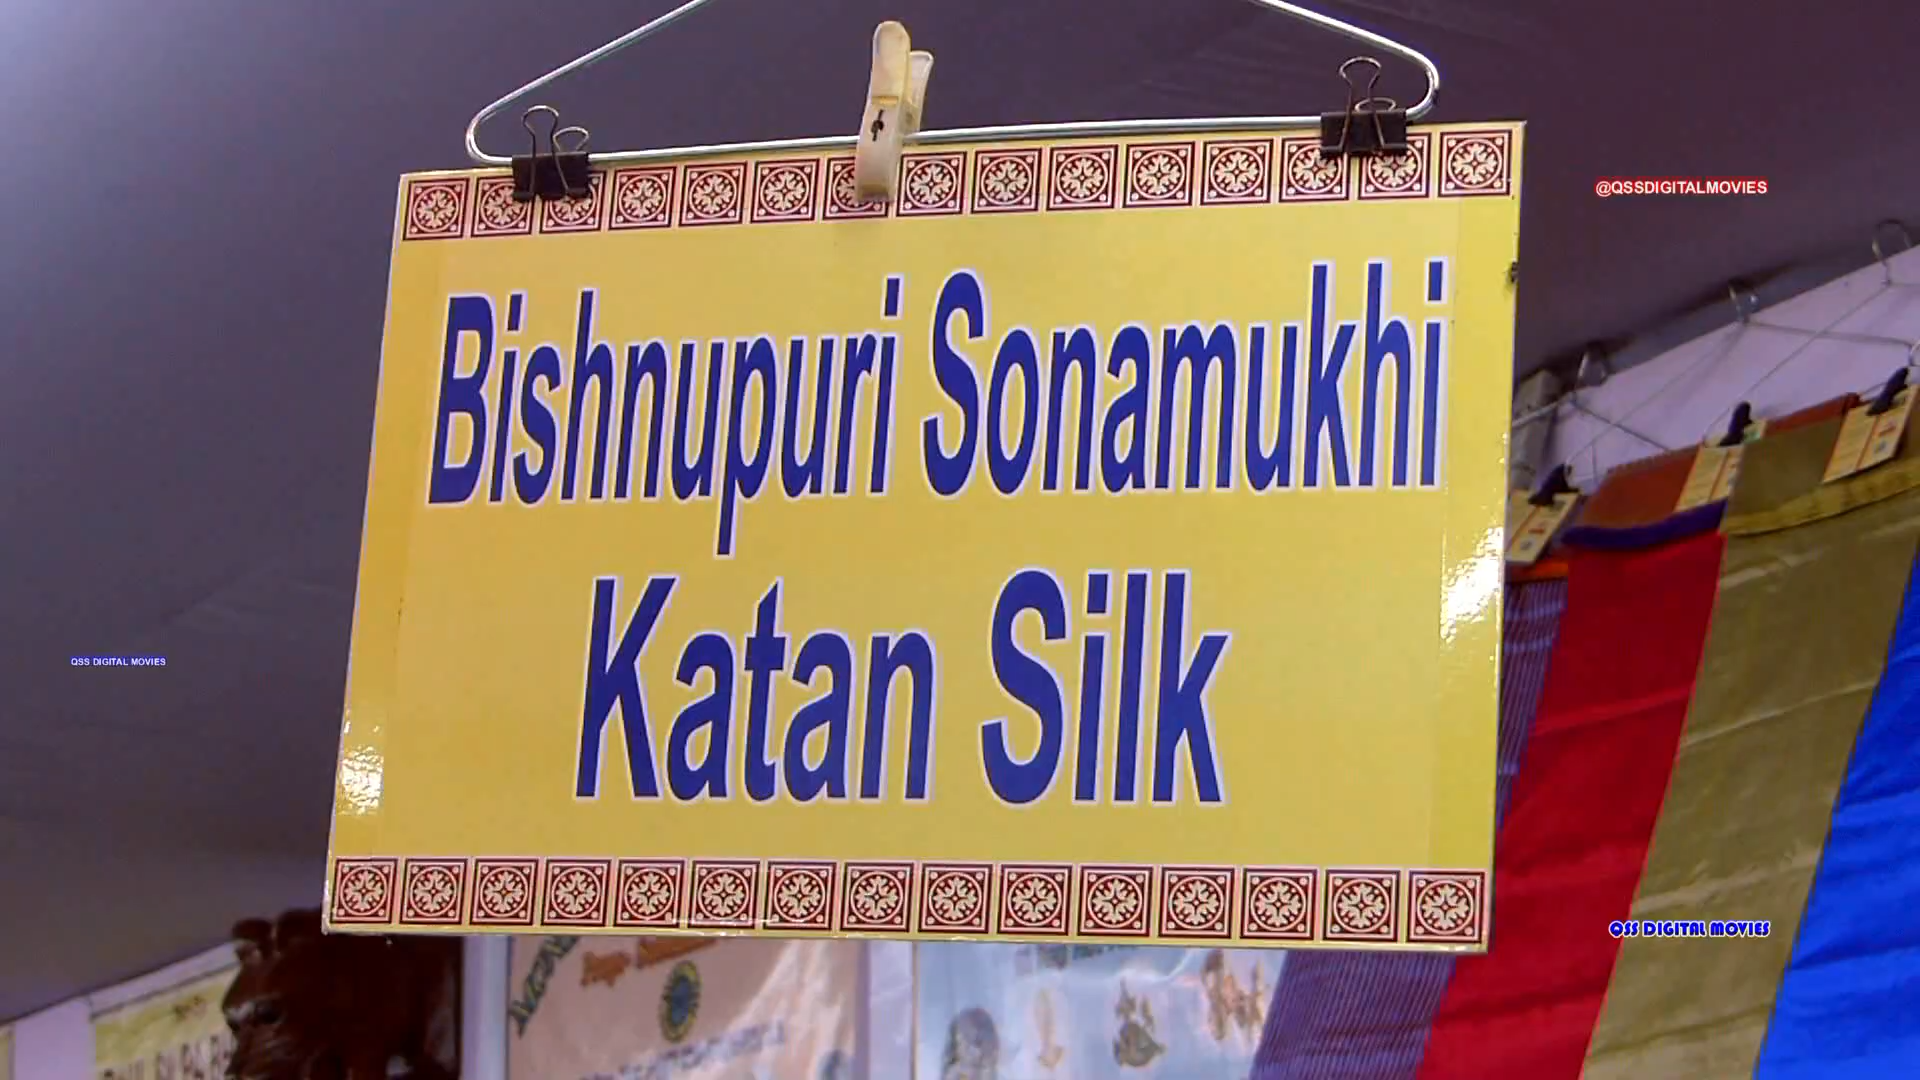 @QSSDIGITALMOVIES
Bishnupuri Sonamukhi
Katan Silk
QSS DIGITAL MOVIES
QSS DIGITAL MOVIES